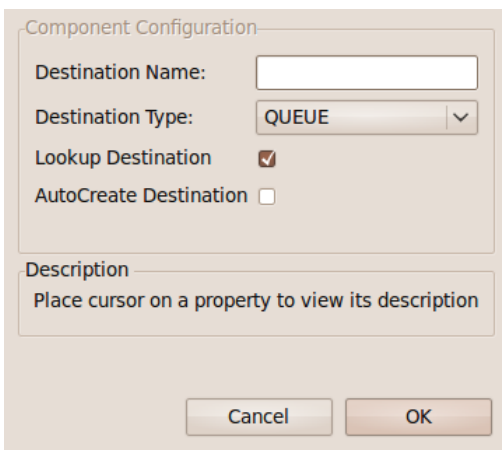 Component Configuration
Destination Name:
Destination Type: QUEUE
Lookup Destination
AutoCreate Destination
Description
Place cursor on a property to view its description
Cancel OK